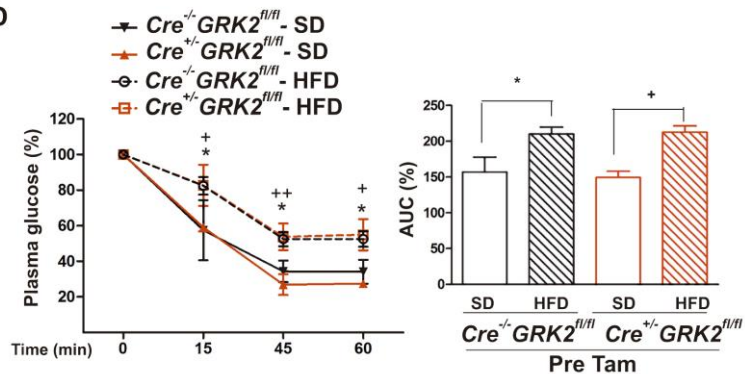 Cre-/-GRK2fl/fl- SD
Cre+/-GRK2fl/fl- SD
Cre-/-GRK2fl/fl- HFD
Cre+/-GRK2fl/fl- HFD
Plasma glucose (%)
120
100
80
60
40
20
+
*
++
*
+
*
Time (min)
0 15 45 60
AUC (%)
250
200
150
100
50
0
*
+
SD HFD SD HFD
Cre-/-GRK2fl/fl Cre+/-GRK2fl/fl
Pre Tam